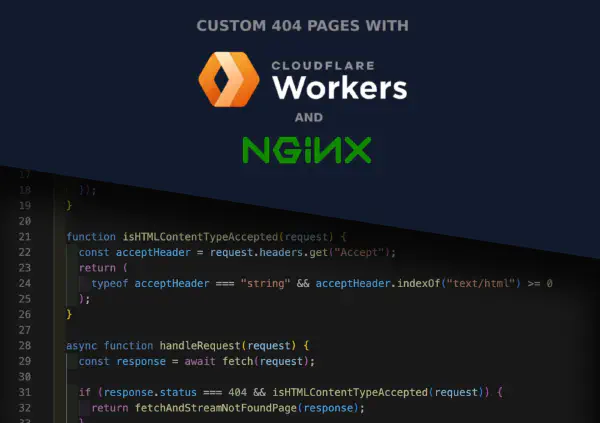 CUSTOM 404 PAGES WITH
CLOUDFLARE
Workers
AND
NGINX
17
18 });
19 }
20
21 function isHTMLContentTypeAccepted(request) {
22 const acceptHeader = request.headers.get("Accept");
23 return (
24 typeof acceptHeader === "string" && acceptHeader.indexOf("text/html") >= 0
25 );
26 }
27
28 async function handleRequest(request) {
29 const response = await fetch(request);
30
31 if (response.status === 404 && isHTMLContentTypeAccepted(request)) {
32 return fetchAndStreamNotFoundPage(response);
33 }